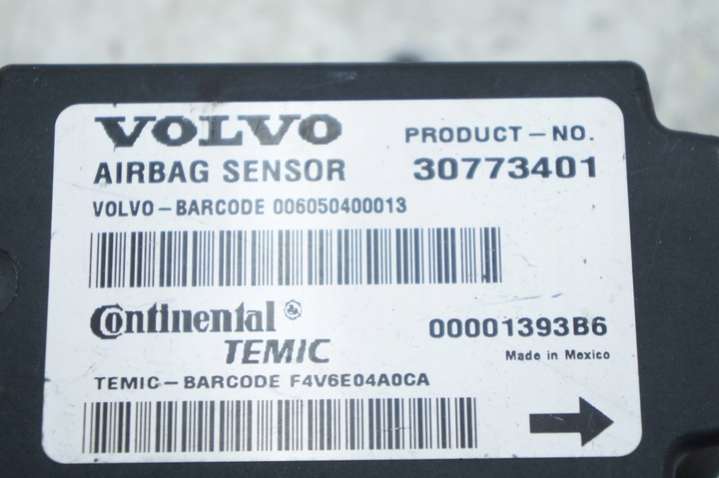 VOLVO PRODUCT – NO.
AIRBAG SENSOR 30773401
VOLVO – BARCODE 006050400013
Continental ® 00001393B6
TEMIC Made in Mexico
TEMIC – BARCODE F4V6E04A0CA